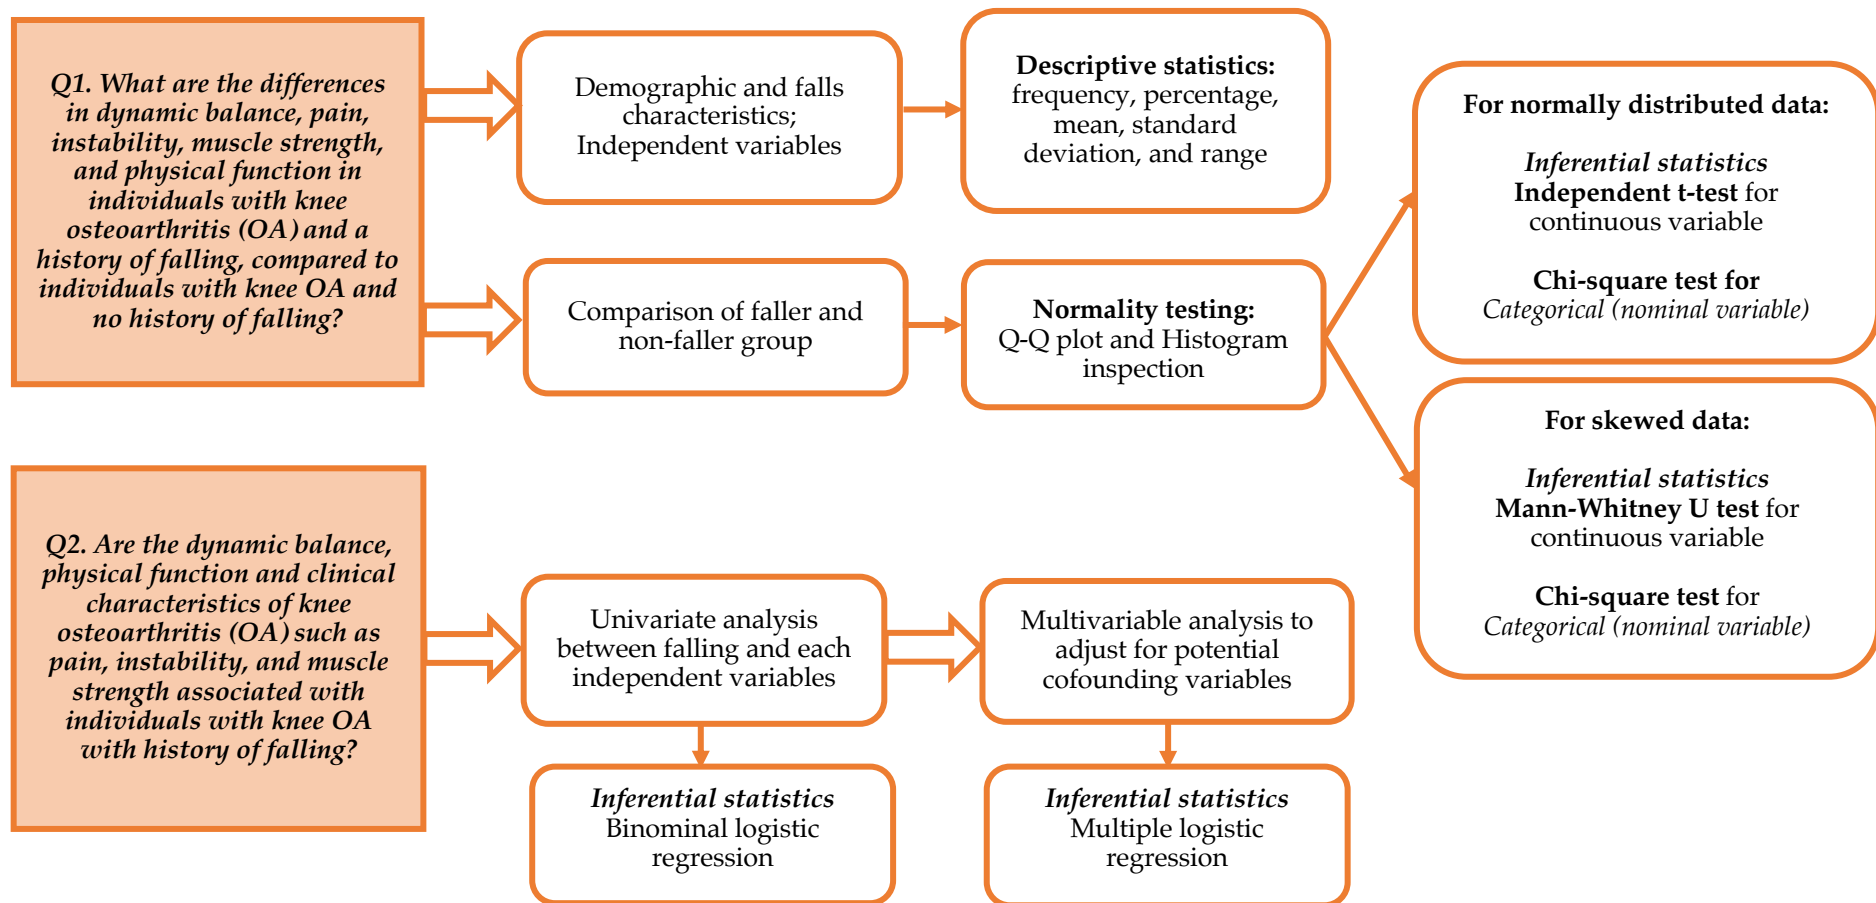 Q1. What are the differences
in dynamic balance, pain,
instability, muscle strength,
and physical function in
individuals with knee
osteoarthritis (OA) and a
history of falling, compared to
individuals with knee OA and
no history of falling?
Demographic and falls
characteristics;
Independent variables
Descriptive statistics:
frequency, percentage,
mean, standard
deviation, and range
Comparison of faller and
non-faller group
Normality testing:
Q-Q plot and Histogram
inspection
For normally distributed data:
Inferential statistics
Independent t-test for
continuous variable
Chi-square test for
Categorical (nominal variable)
For skewed data:
Inferential statistics
Mann-Whitney U test for
continuous variable
Chi-square test for
Categorical (nominal variable)
Q2. Are the dynamic balance,
physical function and clinical
characteristics of knee
osteoarthritis (OA) such as
pain, instability, and muscle
strength associated with
individuals with knee OA
with history of falling?
Univariate analysis
between falling and each
independent variables
Multivariable analysis to
adjust for potential
cofounding variables
Inferential statistics
Binominal logistic
regression
Inferential statistics
Multiple logistic
regression